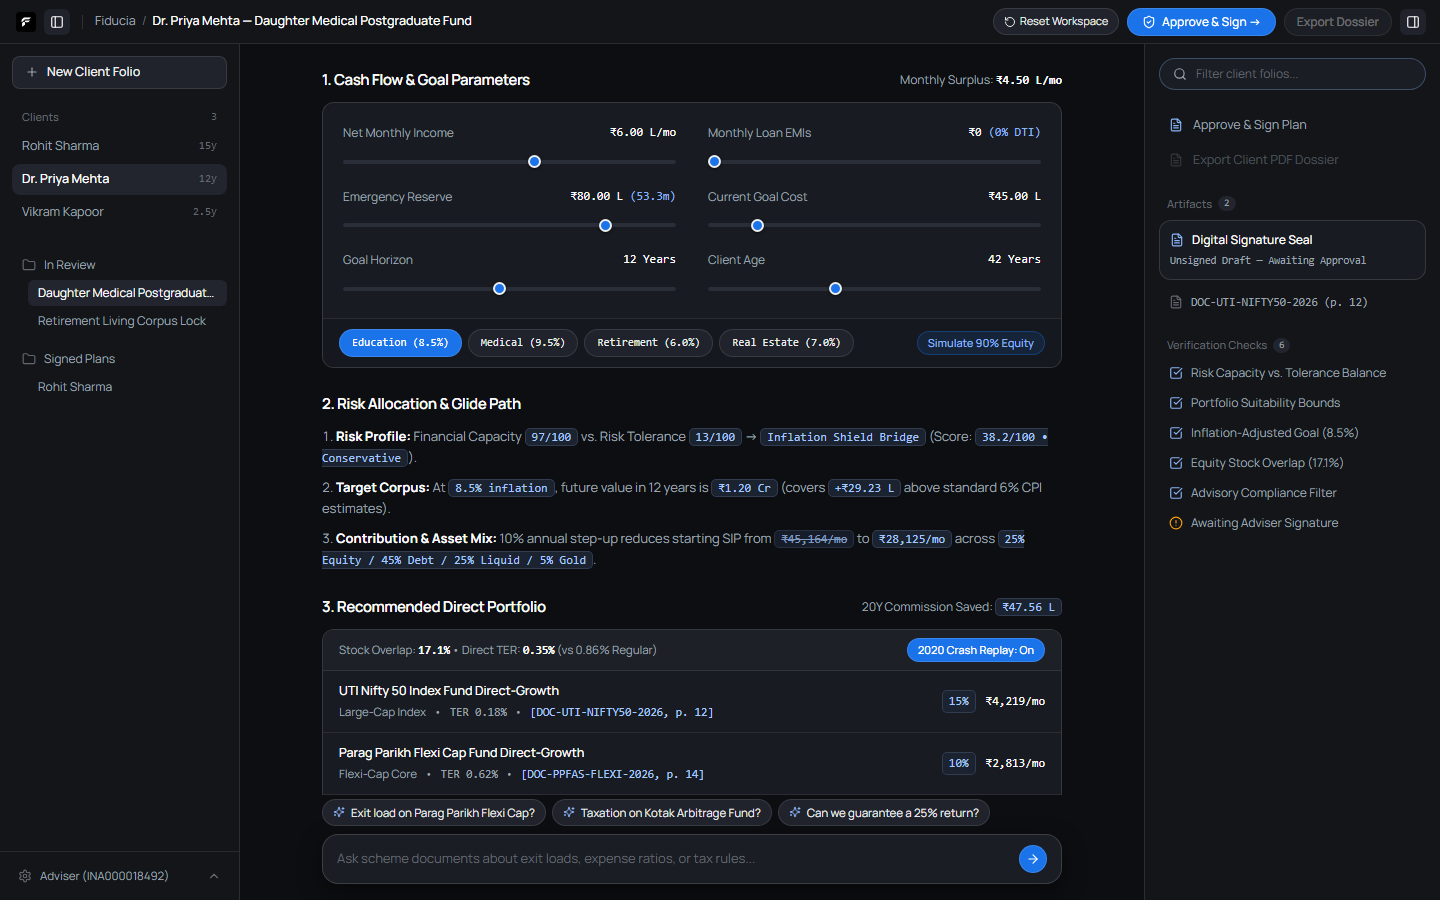 Fiducia / Dr. Priya Mehta — Daughter Medical Postgraduate Fund
Reset Workspace
Approve & Sign →
Export Dossier
New Client Folio
Clients 3
Rohit Sharma 15y
Dr. Priya Mehta 12y
Vikram Kapoor 2.5y
In Review
Daughter Medical Postgraduat...
Retirement Living Corpus Lock
Signed Plans
Rohit Sharma
Adviser (INA000018492)
1. Cash Flow & Goal Parameters
Monthly Surplus: ₹4.50 L/mo
Net Monthly Income ₹6.00 L/mo
Monthly Loan EMIs ₹0 (0% DTI)
Emergency Reserve ₹80.00 L (53.3m)
Current Goal Cost ₹45.00 L
Goal Horizon 12 Years
Client Age 42 Years
Education (8.5%)
Medical (9.5%)
Retirement (6.0%)
Real Estate (7.0%)
Simulate 90% Equity
2. Risk Allocation & Glide Path
1. Risk Profile: Financial Capacity 97/100 vs. Risk Tolerance 13/100 → Inflation Shield Bridge (Score: 38.2/100 •
Conservative ).
2. Target Corpus: At 8.5% inflation , future value in 12 years is ₹1.20 Cr (covers +₹29.23 L above standard 6% CPI
estimates).
3. Contribution & Asset Mix: 10% annual step-up reduces starting SIP from ₹45,164/mo to ₹28,125/mo across 25%
Equity / 45% Debt / 25% Liquid / 5% Gold .
3. Recommended Direct Portfolio
20Y Commission Saved: ₹47.56 L
Stock Overlap: 17.1% • Direct TER: 0.35% (vs 0.86% Regular)
2020 Crash Replay: On
UTI Nifty 50 Index Fund Direct-Growth
Large-Cap Index • TER 0.18% • [DOC-UTI-NIFTY50-2026, p. 12]
15% ₹4,219/mo
Parag Parikh Flexi Cap Fund Direct-Growth
Flexi-Cap Core • TER 0.62% • [DOC-PPFAS-FLEXI-2026, p. 14]
10% ₹2,813/mo
Exit load on Parag Parikh Flexi Cap?
Taxation on Kotak Arbitrage Fund?
Can we guarantee a 25% return?
Ask scheme documents about exit loads, expense ratios, or tax rules...
Filter client folios...
Approve & Sign Plan
Export Client PDF Dossier
Artifacts 2
Digital Signature Seal
Unsigned Draft — Awaiting Approval
DOC-UTI-NIFTY50-2026 (p. 12)
Verification Checks 6
Risk Capacity vs. Tolerance Balance
Portfolio Suitability Bounds
Inflation-Adjusted Goal (8.5%)
Equity Stock Overlap (17.1%)
Advisory Compliance Filter
Awaiting Adviser Signature